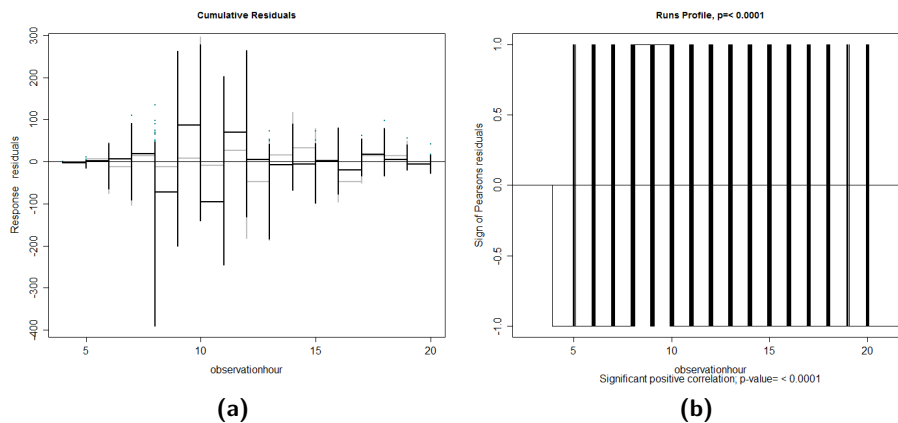 Cumulative Residuals
Response residuals
300
200
100
0
-100
-200
-300
-400
5
10
15
20
observationhour
(a)
Runs Profile, p=< 0.0001
Sign of Pearsons residuals
1.0
0.5
0.0
-0.5
-1.0
5
10
15
20
observationhour
Significant positive correlation; p-value= < 0.0001
(b)